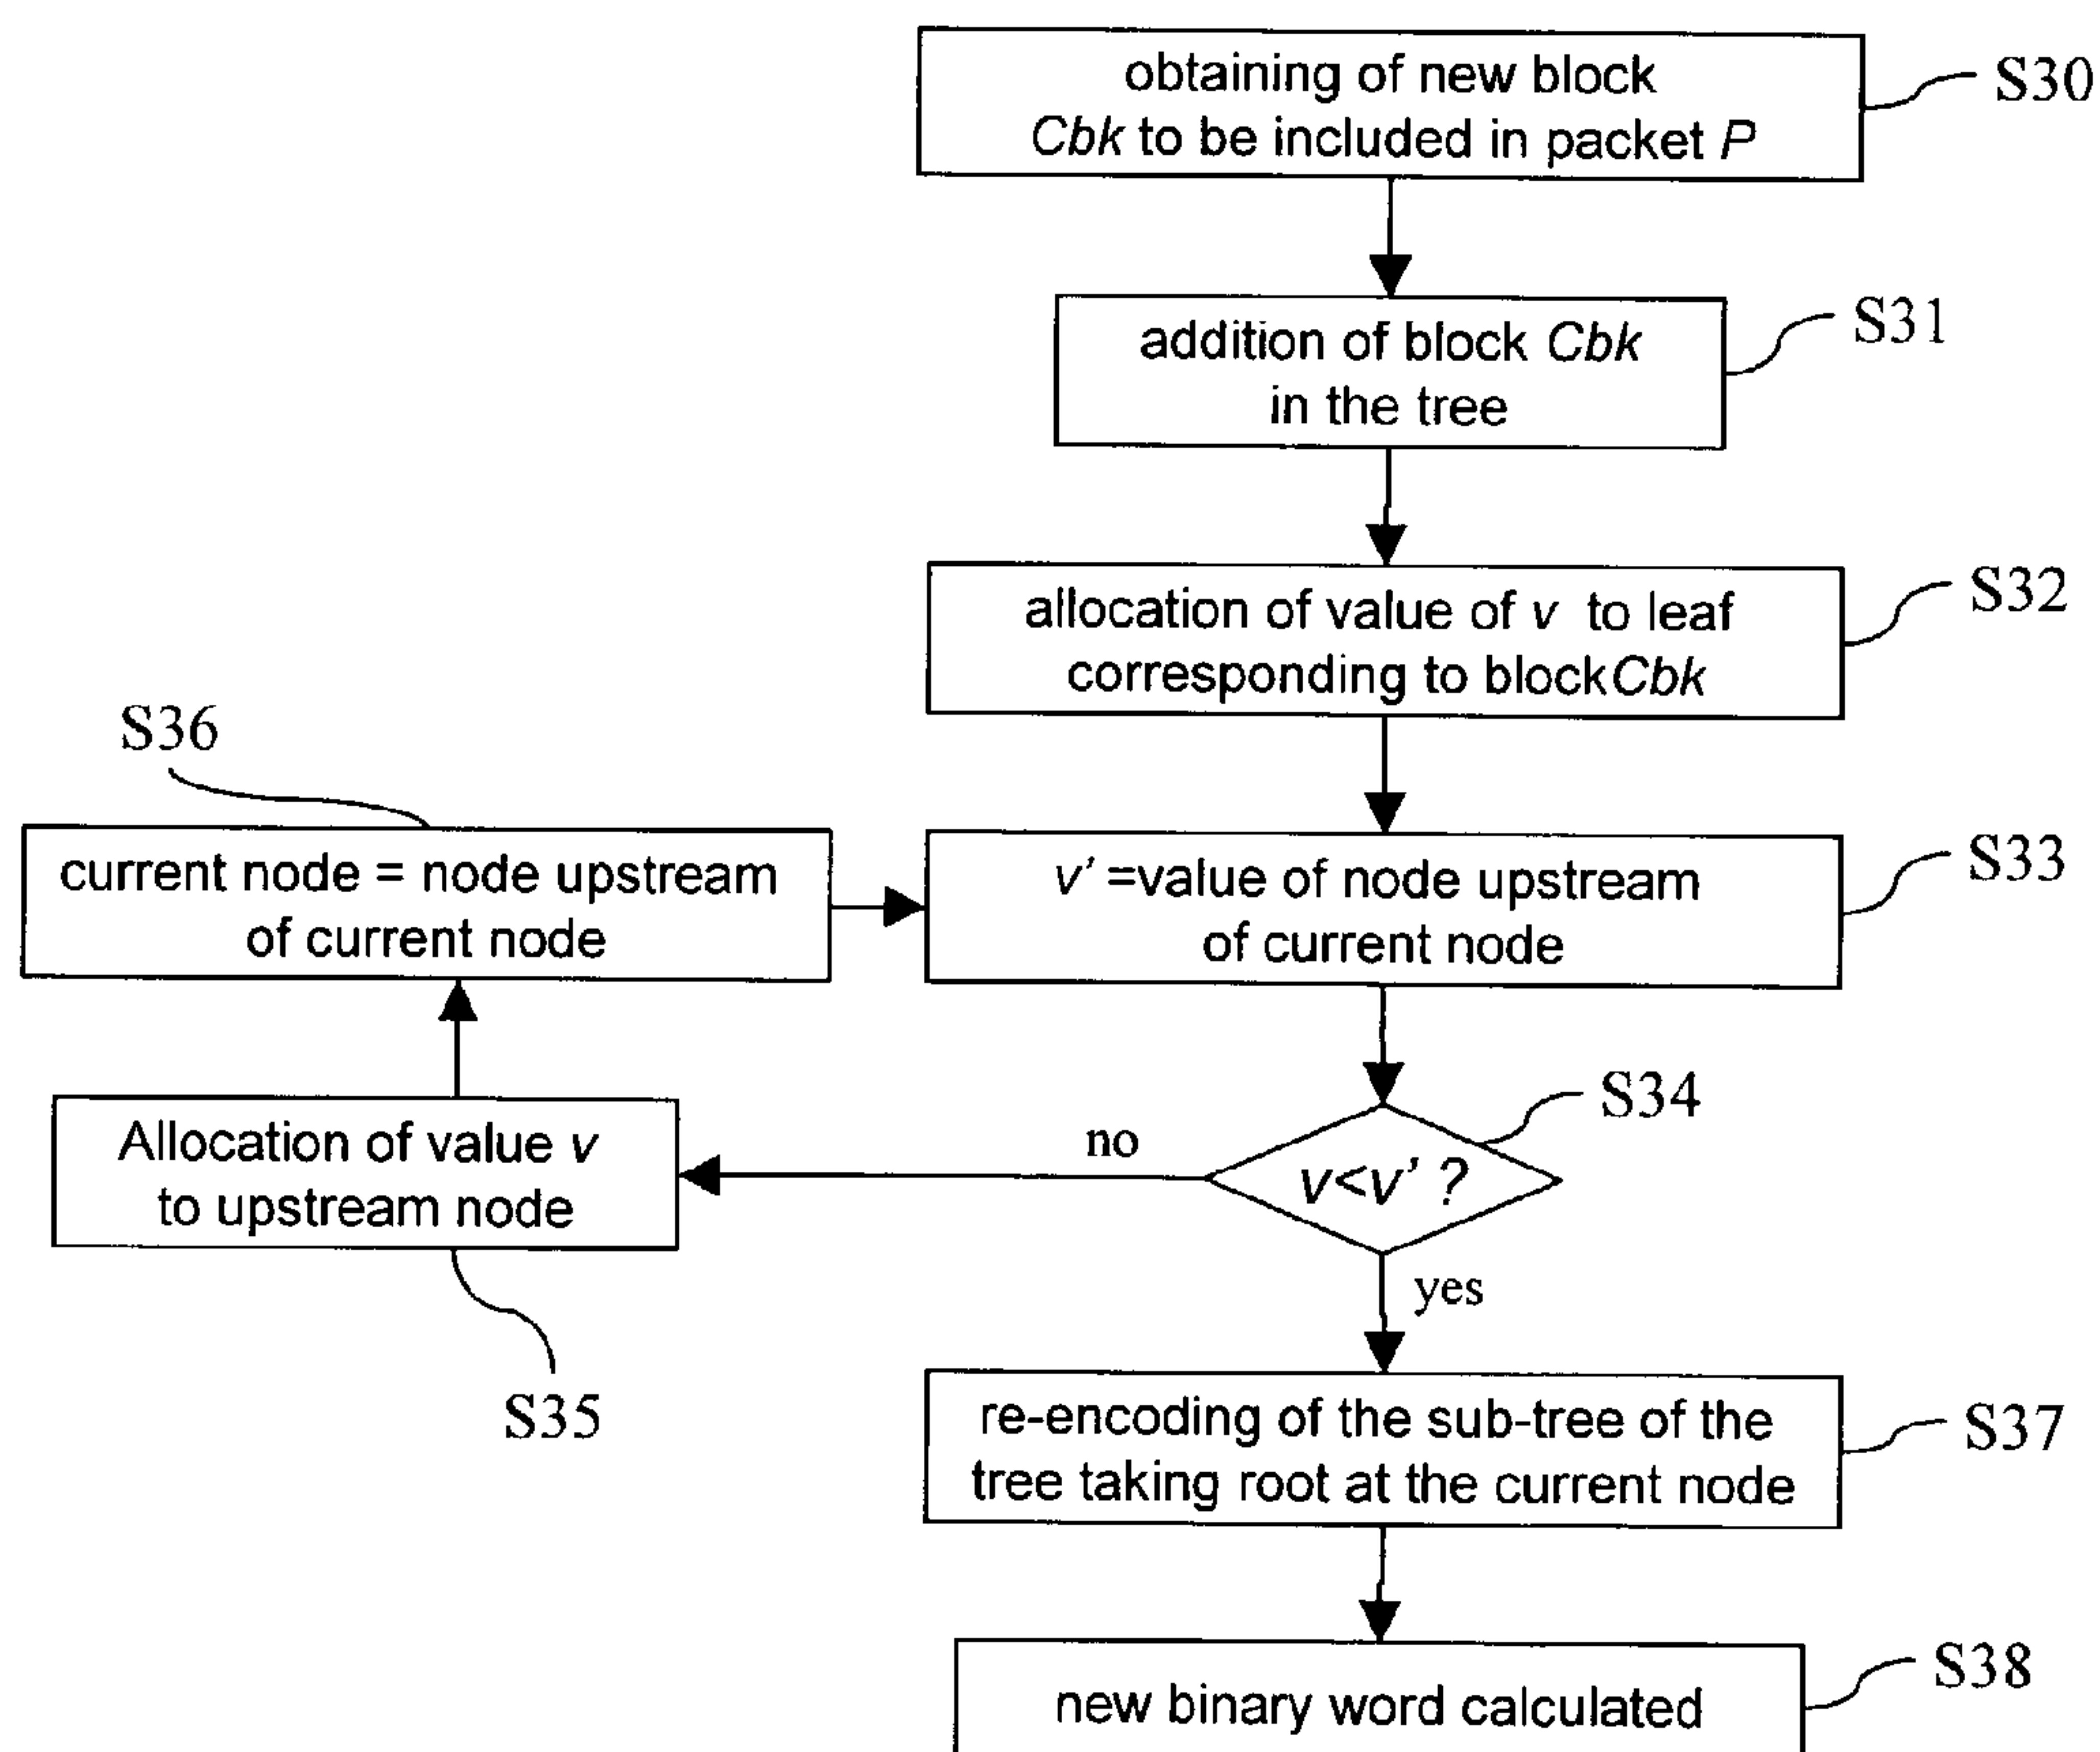 obtaining of new block
Cbk to be included in packet P
S30
addition of block Cbk
in the tree
S31
allocation of value of v to leaf
corresponding to blockCbk
S32
S36
current node = node upstream
of current node
v' =value of node upstream
of current node
S33
S34
v<v' ?
no
Allocation of value v
to upstream node
S35
yes
re-encoding of the sub-tree of the
tree taking root at the current node
S37
new binary word calculated
S38